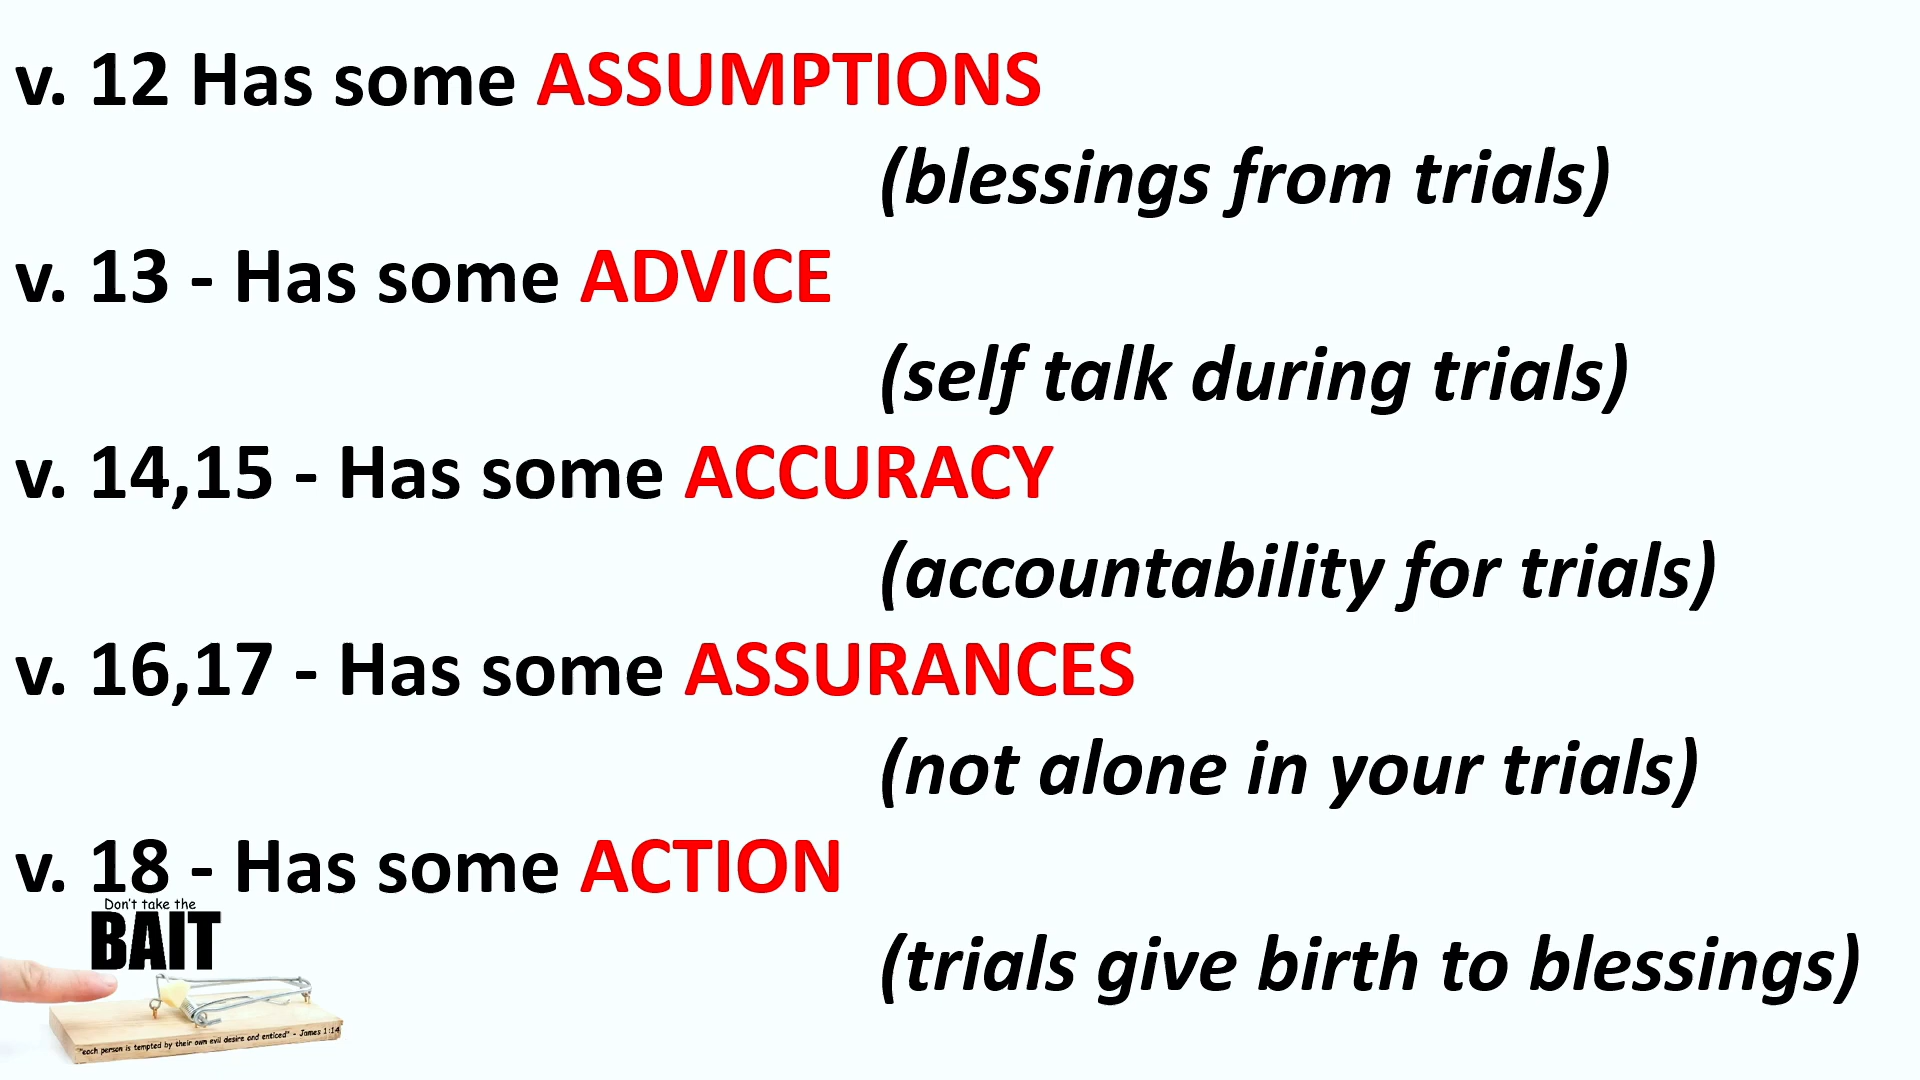 v. 12 Has some ASSUMPTIONS
(blessings from trials)
v. 13 - Has some ADVICE
(self talk during trials)
v. 14,15 - Has some ACCURACY
(accountability for trials)
v. 16,17 - Has some ASSURANCES
(not alone in your trials)
v. 18 - Has some ACTION
Don't take the
BAIT
(trials give birth to blessings)
"each person is tempted by their own evil desire and enticed" - James 1:14